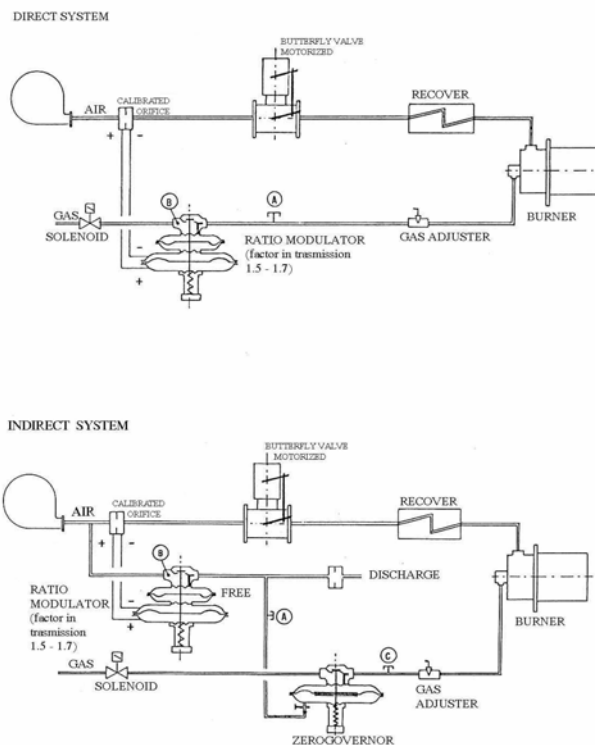 DIRECT SYSTEM
BUTTERFLY VALVE
MOTORIZED
RECOVER
AIR
CALIBRATED
ORIFICE
+
-
B
A
GAS
SOLENOID
RATIO MODULATOR
(factor in trasmission
1.5 - 1.7)
GAS ADJUSTER
BURNER
-
+
INDIRECT SYSTEM
BUTTERFLY VALVE
MOTORIZED
RECOVER
AIR
CALIBRATED
ORIFICE
+
-
B
DISCHARGE
RATIO
MODULATOR
(factor in
trasmission
1.5 - 1.7)
-
+
FREE
A
BURNER
GAS
SOLENOID
C
GAS
ADJUSTER
ZEROGOVERNOR